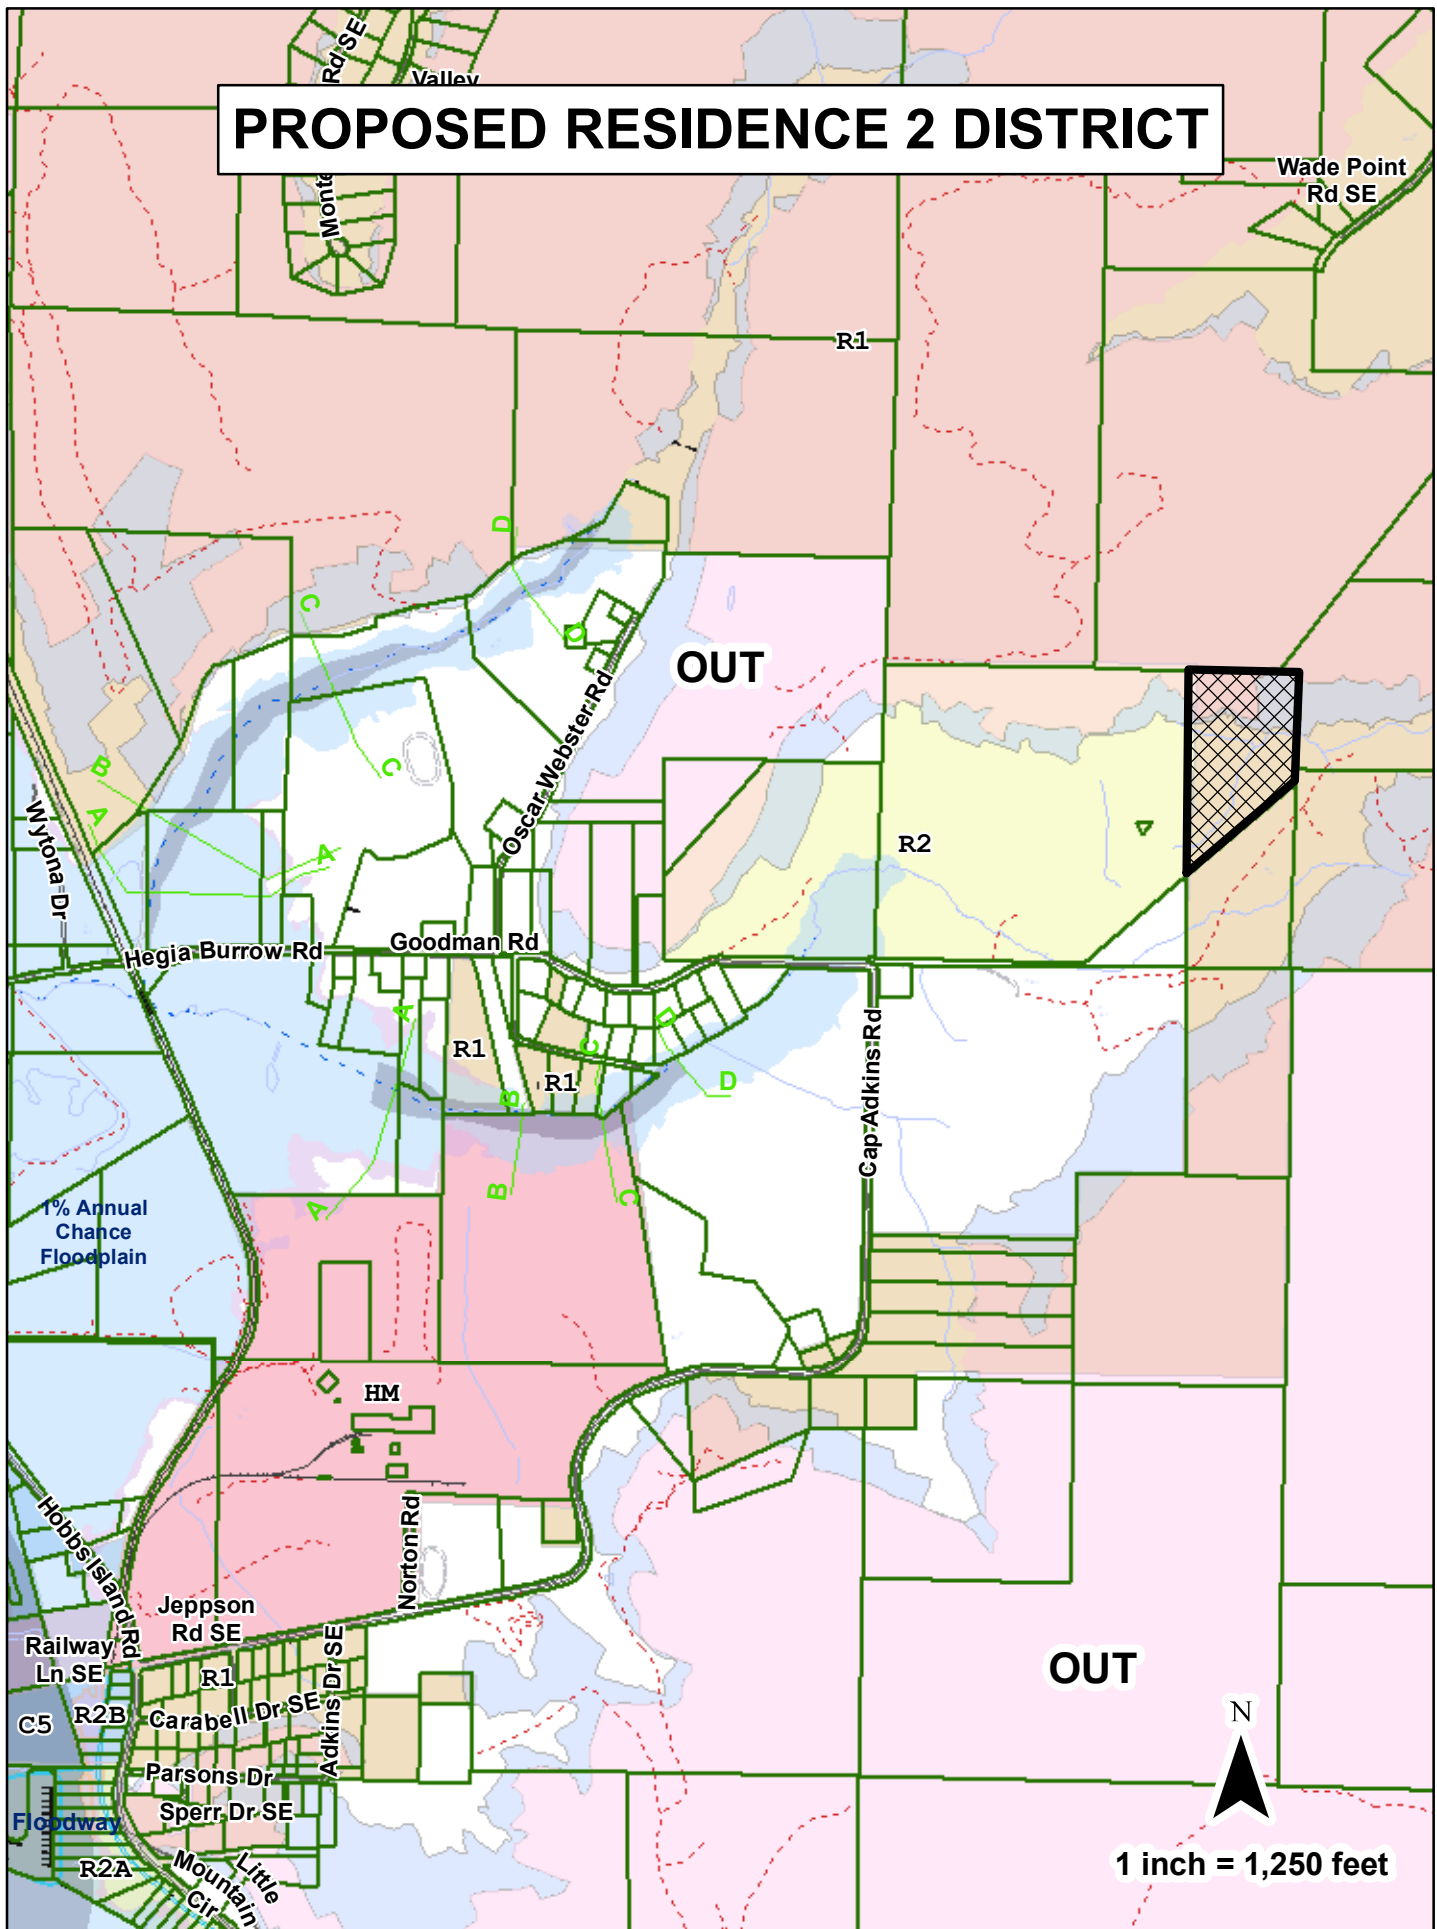 Rd SE
Valley
PROPOSED RESIDENCE 2 DISTRICT
Wade Point
Rd SE
Monte
R1
D
C
D
OUT
Oscar Webster Rd
B
C
A
A
Wytona Dr
R2
Goodman Rd
Hegia Burrow Rd
A
D
R1
C
R1
D
B
Cap Adkins Rd
B
C
A
1% Annual
Chance
Floodplain
HM
Hobbs Island Rd
Norton Rd
Jeppson
Rd SE
Railway
Ln SE
R1
Adkins Dr SE
OUT
R2B
C5
Carabell Dr SE
N
Parsons Dr
Sperr Dr SE
Floodway
1 inch = 1,250 feet
R2A
Little
Mountain
Cir